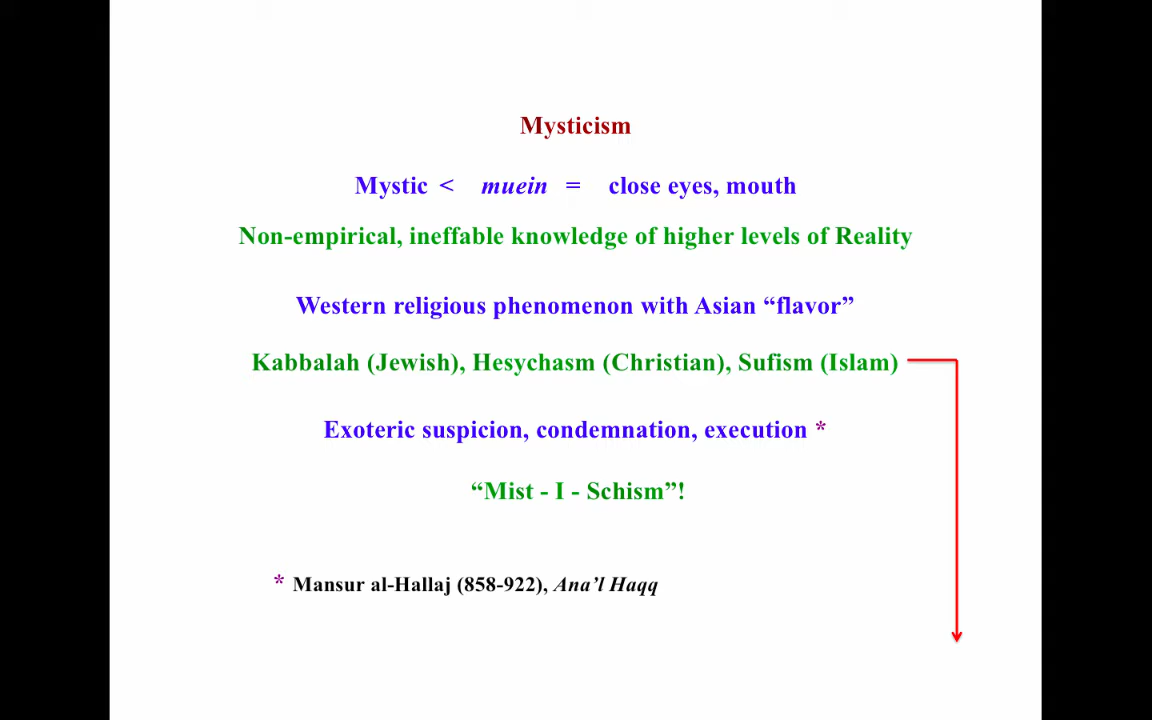 Mysticism
Mystic < muein = close eyes, mouth
Non-empirical, ineffable knowledge of higher levels of Reality
Western religious phenomenon with Asian “flavor”
Kabbalah (Jewish), Hesychasm (Christian), Sufism (Islam)
Exoteric suspicion, condemnation, execution *
“Mist - I - Schism”!
* Mansur al-Hallaj (858-922), Ana’l Haqq